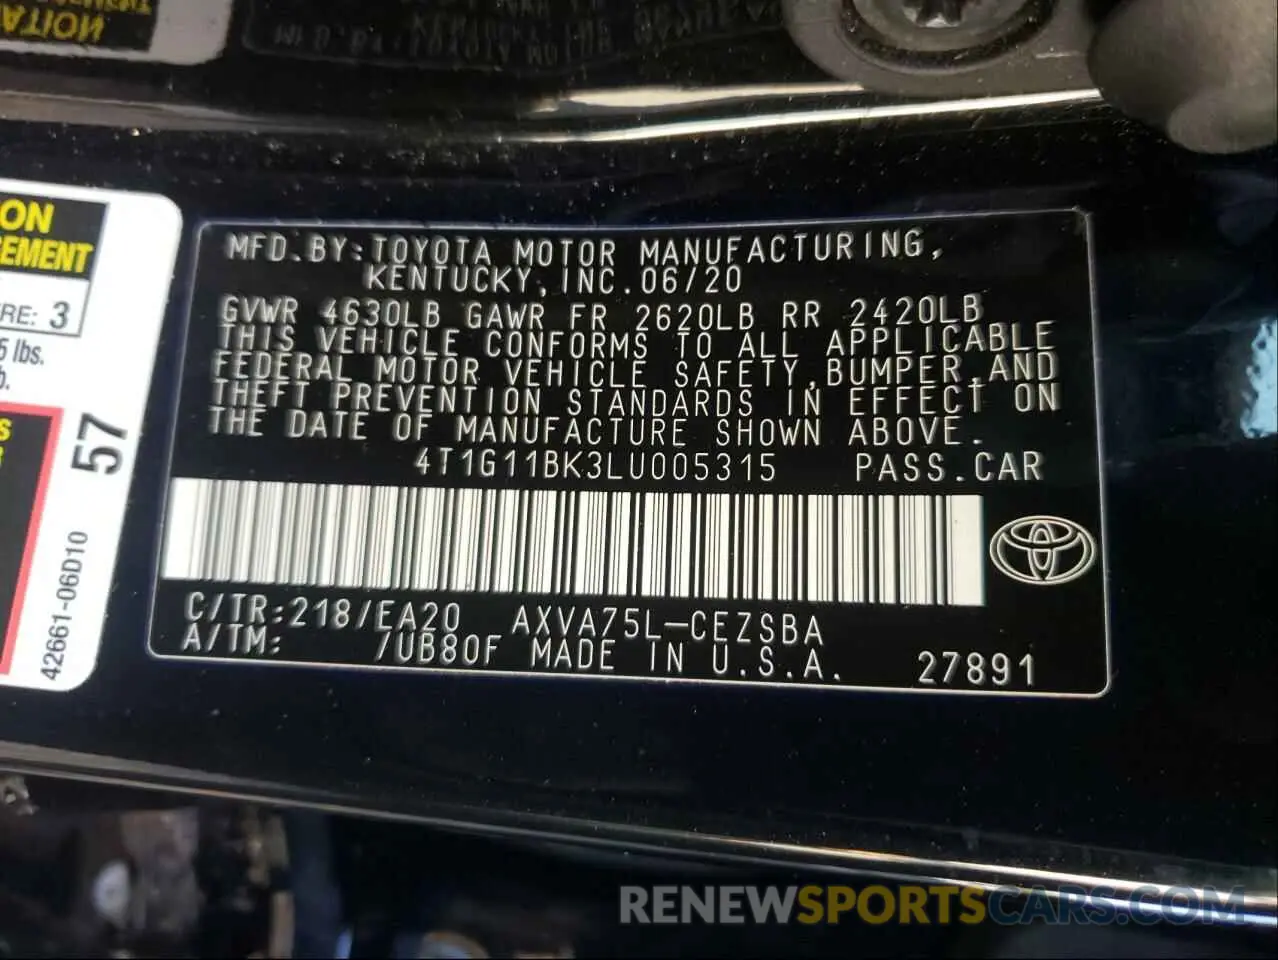 ON
EMENT
RE: 3
5 lbs.
b.
57
42661-06D10
MFD.BY:TOYOTA MOTOR MANUFACTURING,
KENTUCKY,INC.06/20
GVWR 4630LB GAWR FR 2620LB RR 2420LB
THIS VEHICLE CONFORMS TO ALL APPLICABLE
FEDERAL MOTOR VEHICLE SAFETY,BUMPER,AND
THEFT PREVENTION STANDARDS IN EFFECT ON
THE DATE OF MANUFACTURE SHOWN ABOVE.
4T1G11BK3LU005315 PASS.CAR
C/TR:218/EA20 AXVA75L-CEZSBA
A/TM: /UB80F MADE IN U.S.A. 27891
RENEWSPORTSCARS.COM